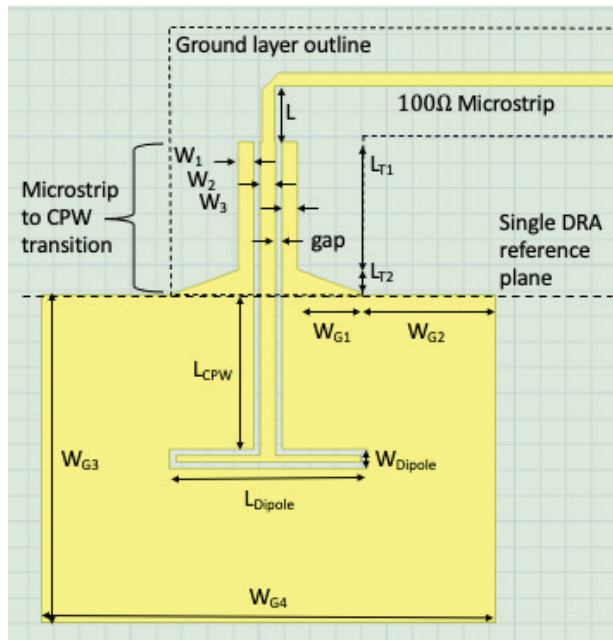 Ground layer outline
100Ω Microstrip
L
W1
LT1
W2
Microstrip
to CPW
transition
W3
Single DRA
reference
plane
gap
LT2
WG1
WG2
LCPW
WG3
WDipole
LDipole
WG4